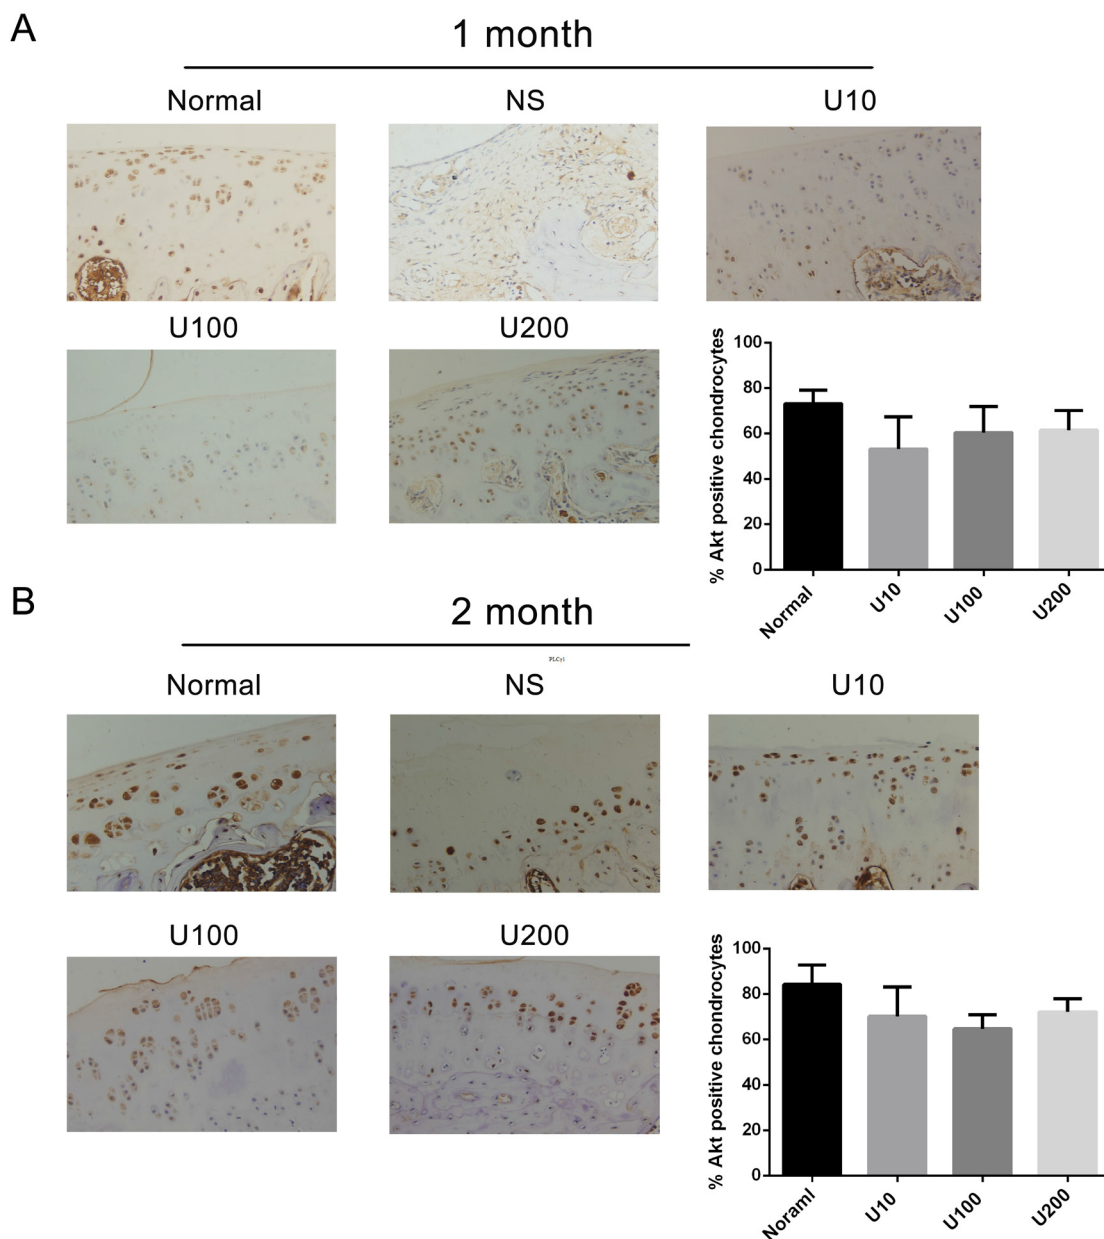 A
1 month
Normal NS U10
U100 U200
% Akt positive chondrocytes
100
80
60
40
20
0
Normal U10 U100 U200
B
2 month
PLCγ1
Normal NS U10
U100 U200
% Akt positive chondrocytes
100
80
60
40
20
0
Noraml U10 U100 U200